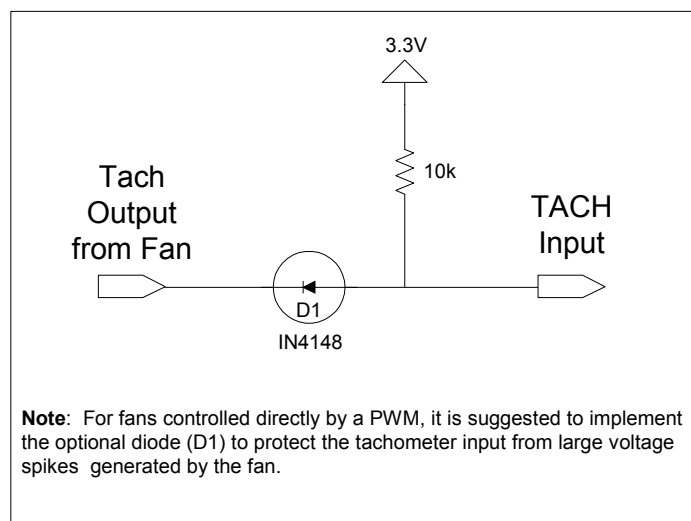 3.3V
10k
Tach
Output
from Fan
TACH
Input
D1
IN4148
Note: For fans controlled directly by a PWM, it is suggested to implement
the optional diode (D1) to protect the tachometer input from large voltage
spikes generated by the fan.